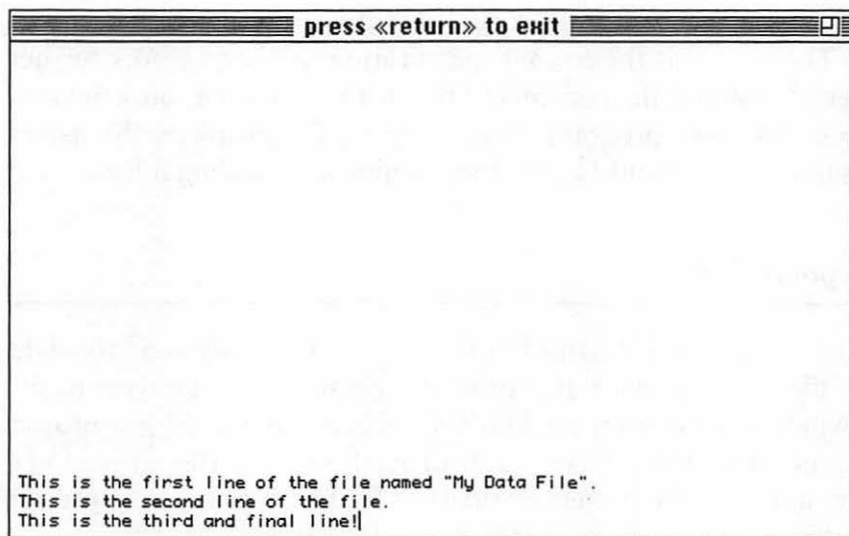 press «return» to exit
This is the first line of the file named "My Data File".
This is the second line of the file.
This is the third and final line!